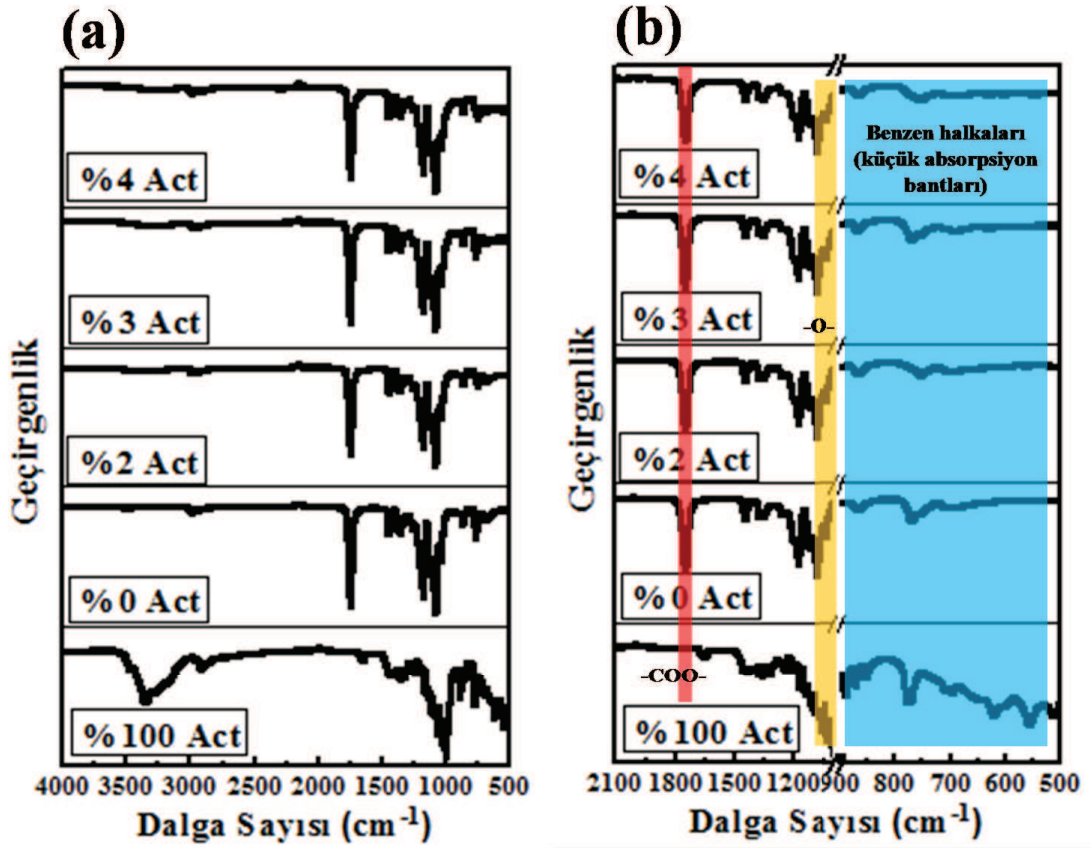 (a)
Geçirgenlik
%4 Act
%3 Act
%2 Act
%0 Act
%100 Act
4000 3500 3000 2500 2000 1500 1000 500
Dalga Sayısı (cm-1)
(b)
Geçirgenlik
Benzen halkaları
(küçük absorpsiyon
bantları)
%4 Act
%3 Act
-O-
%2 Act
%0 Act
-COO-
%100 Act
2100 1800 1500 1200 900 800 700 600 500
Dalga Sayısı (cm-1)